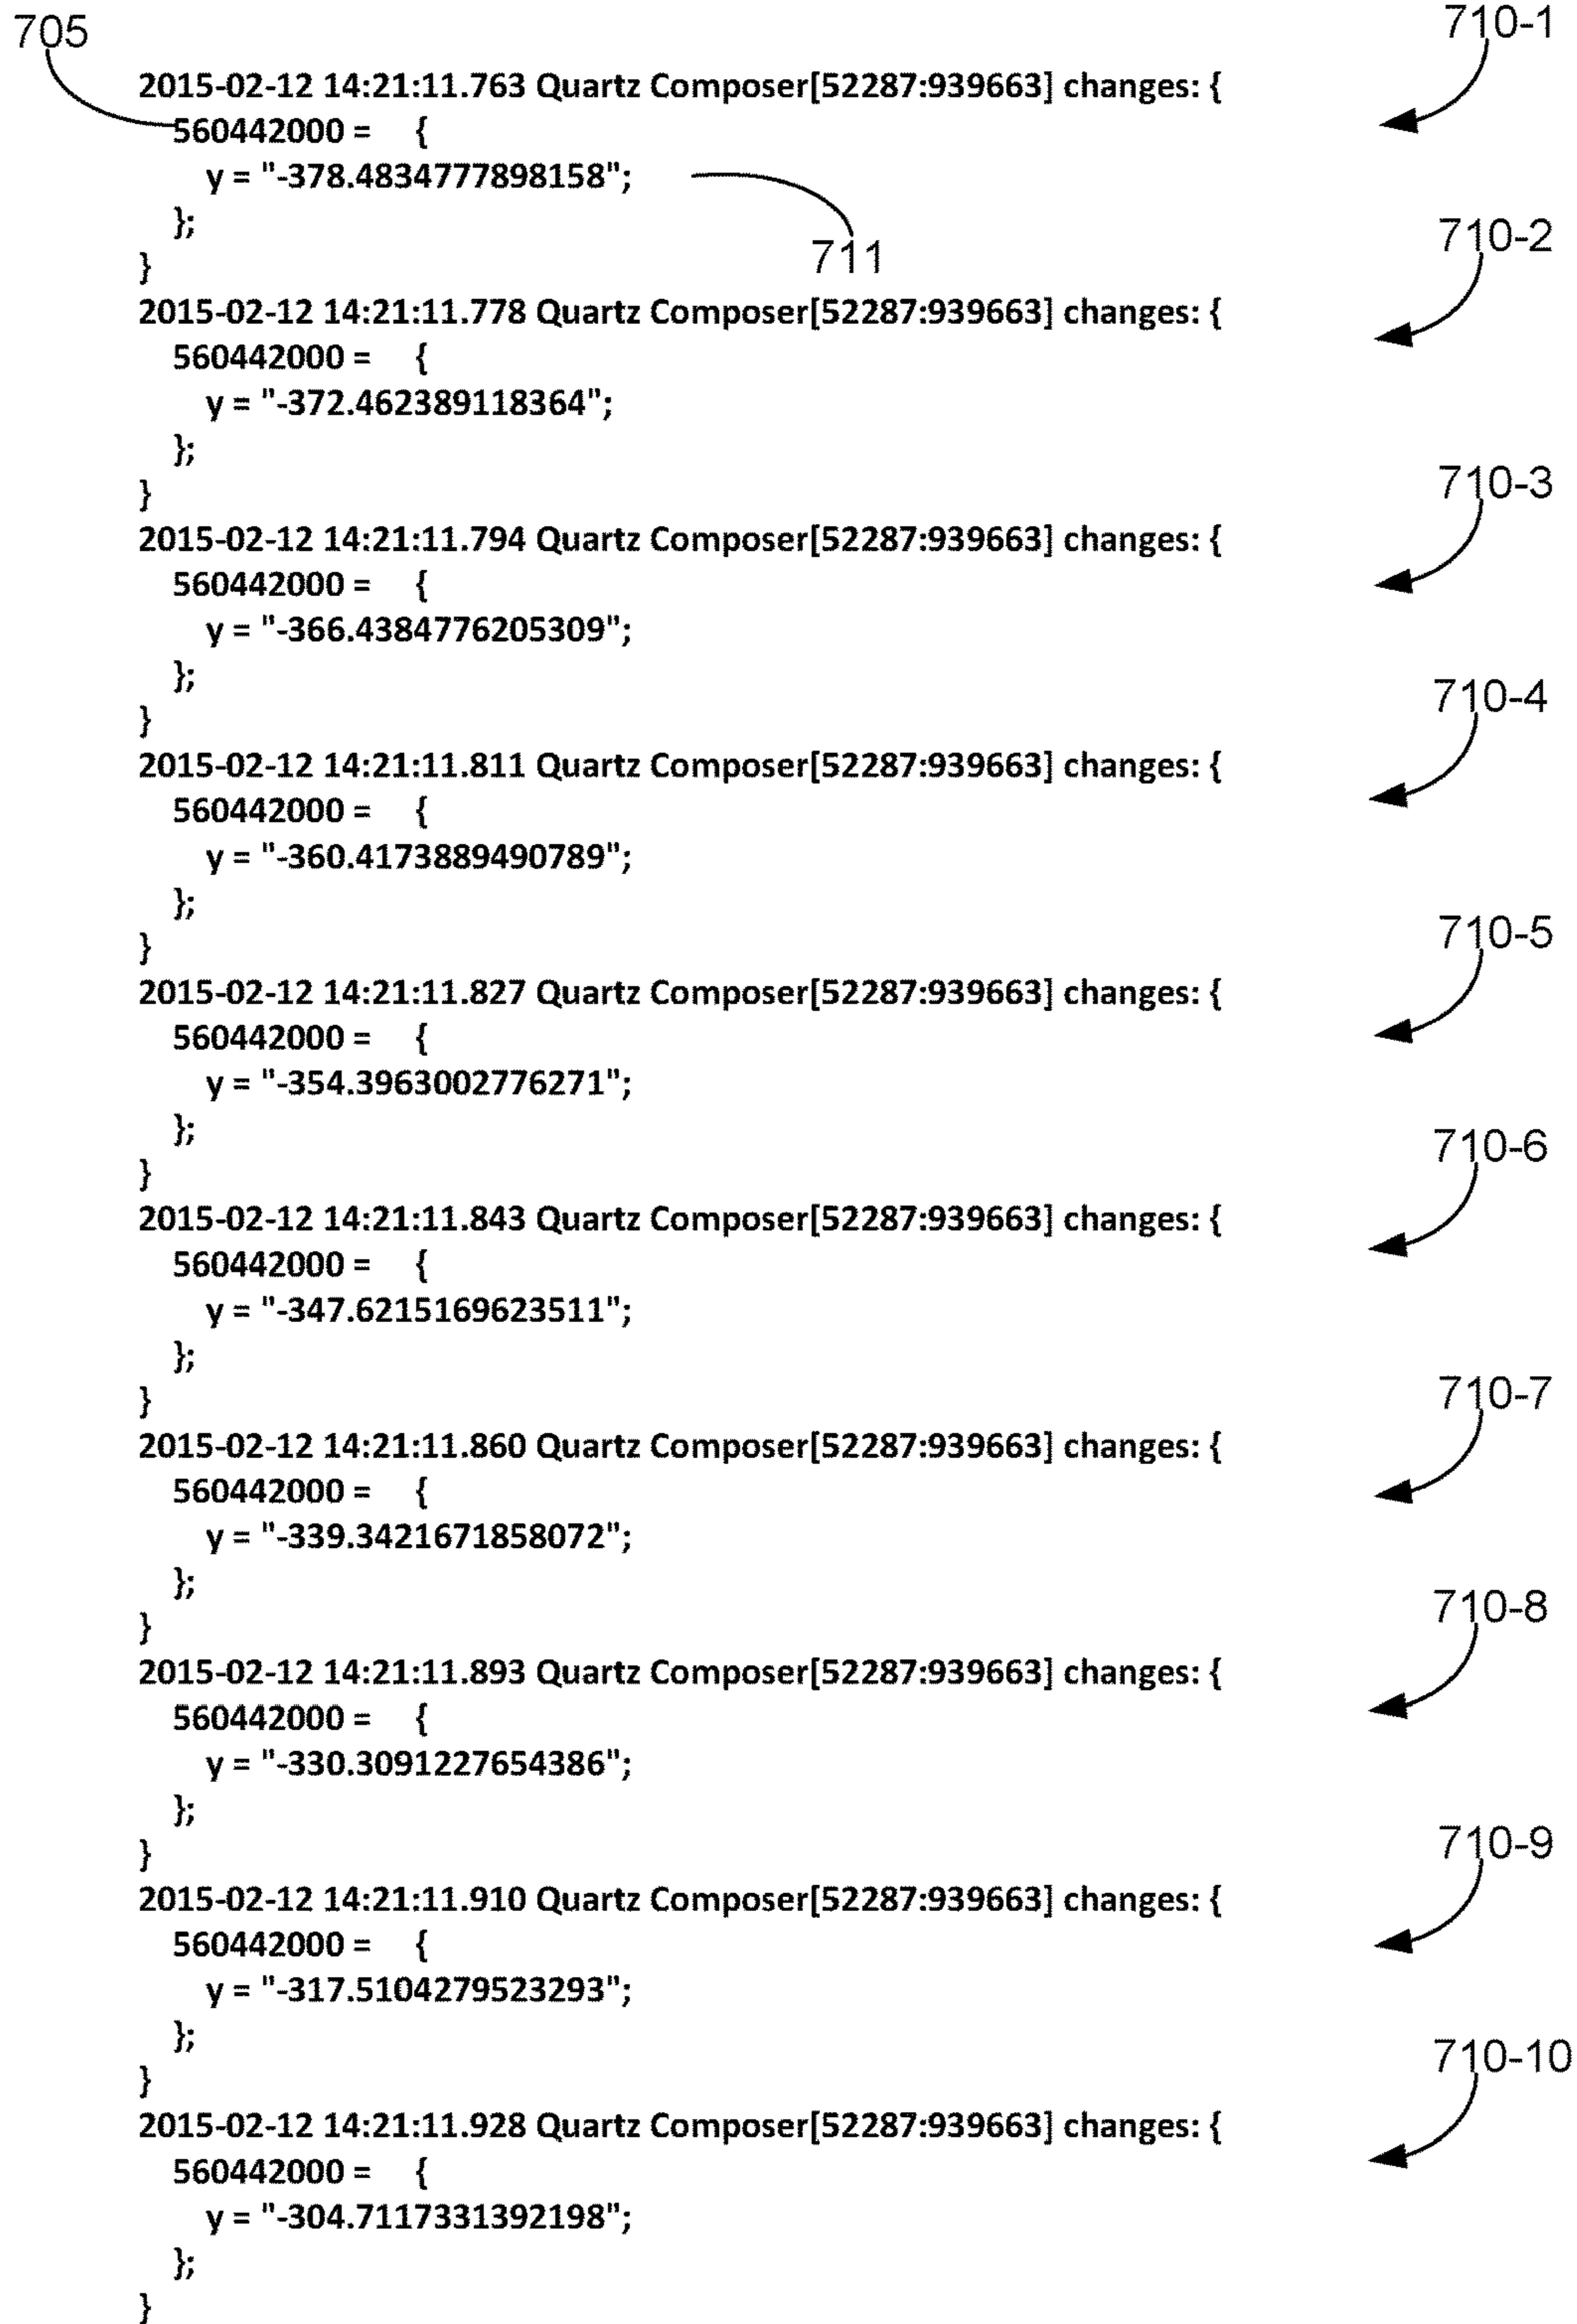 705
710-1
2015-02-12 14:21:11.763 Quartz Composer[52287:939663] changes: {
560442000 = {
y = "-378.4834777898158";
};
711
710-2
}
2015-02-12 14:21:11.778 Quartz Composer[52287:939663] changes: {
560442000 = {
y = "-372.462389118364";
};
710-3
}
2015-02-12 14:21:11.794 Quartz Composer[52287:939663] changes: {
560442000 = {
y = "-366.4384776205309";
};
710-4
}
2015-02-12 14:21:11.811 Quartz Composer[52287:939663] changes: {
560442000 = {
y = "-360.4173889490789";
};
710-5
}
2015-02-12 14:21:11.827 Quartz Composer[52287:939663] changes: {
560442000 = {
y = "-354.3963002776271";
};
710-6
}
2015-02-12 14:21:11.843 Quartz Composer[52287:939663] changes: {
560442000 = {
y = "-347.6215169623511";
};
710-7
}
2015-02-12 14:21:11.860 Quartz Composer[52287:939663] changes: {
560442000 = {
y = "-339.3421671858072";
};
710-8
}
2015-02-12 14:21:11.893 Quartz Composer[52287:939663] changes: {
560442000 = {
y = "-330.3091227654386";
};
710-9
}
2015-02-12 14:21:11.910 Quartz Composer[52287:939663] changes: {
560442000 = {
y = "-317.5104279523293";
};
710-10
}
2015-02-12 14:21:11.928 Quartz Composer[52287:939663] changes: {
560442000 = {
y = "-304.7117331392198";
};
}